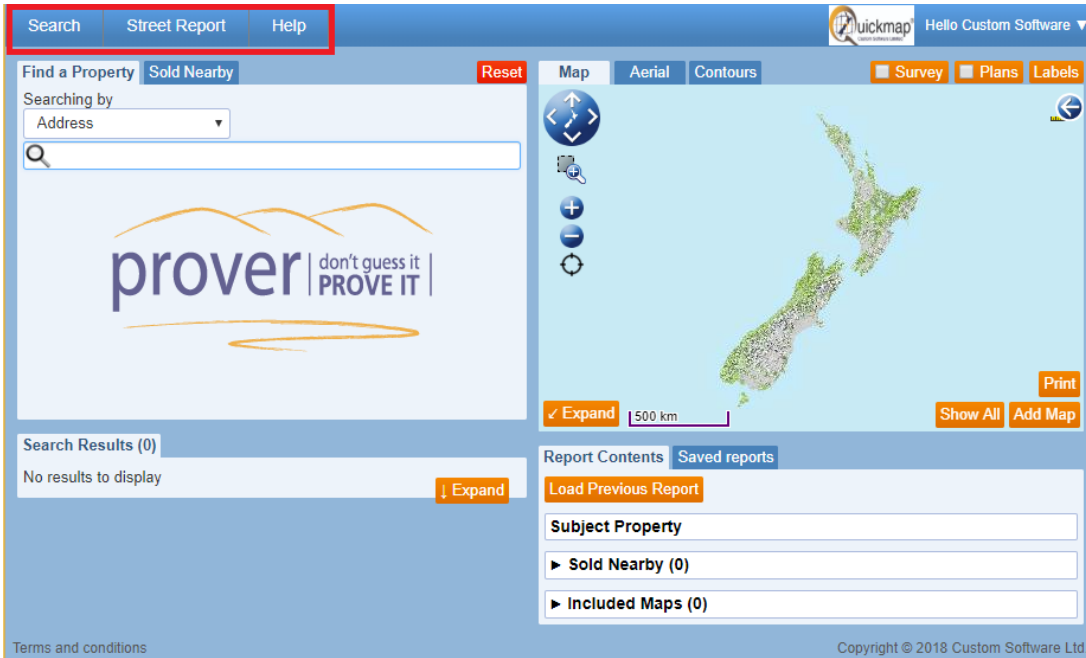 Search Street Report Help
Quickmap
Hello Custom Software ▼
Find a Property Sold Nearby Reset
Searching by
Address
prover
don't guess it
PROVE IT
Search Results (0)
No results to display
↓ Expand
Map Aerial Contours Survey Plans Labels
Print
↙ Expand 500 km Show All Add Map
Report Contents Saved reports
Load Previous Report
Subject Property
► Sold Nearby (0)
► Included Maps (0)
Terms and conditions
Copyright © 2018 Custom Software Ltd